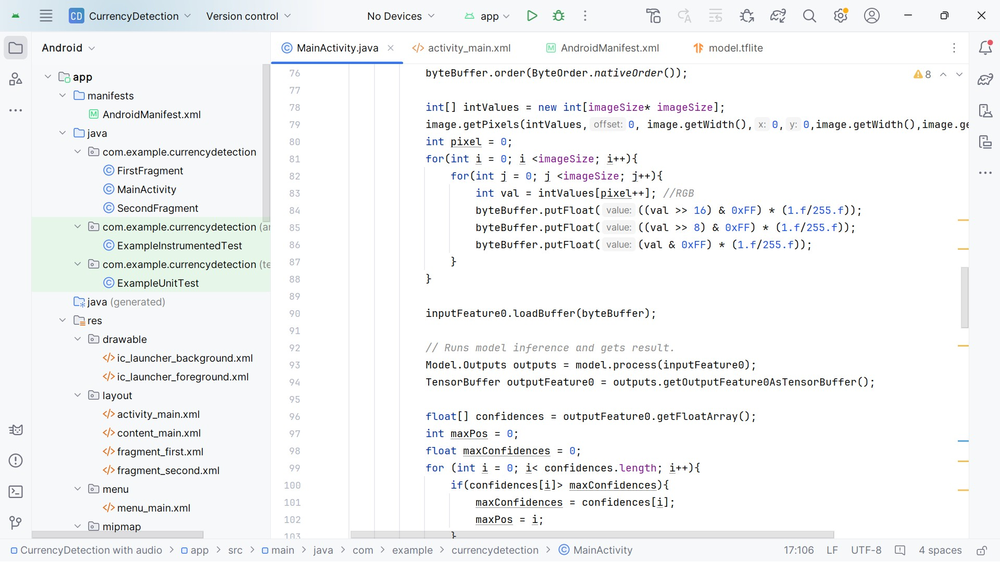 CD CurrencyDetection Version control No Devices app
Android
MainActivity.java activity_main.xml AndroidManifest.xml model.tflite
app
manifests
AndroidManifest.xml
java
com.example.currencydetection
FirstFragment
MainActivity
SecondFragment
com.example.currencydetection (an
ExampleInstrumentedTest
com.example.currencydetection (te
ExampleUnitTest
java (generated)
res
drawable
ic_launcher_background.xml
ic_launcher_foreground.xml
layout
activity_main.xml
content_main.xml
fragment_first.xml
fragment_second.xml
menu
menu_main.xml
mipmap
8
76 byteBuffer.order(ByteOrder.nativeOrder());
77
78 int[] intValues = new int[imageSize* imageSize];
79 image.getPixels(intValues, offset: 0, image.getWidth(), x: 0, y: 0,image.getWidth(),image.ge
80 int pixel = 0;
81 for(int i = 0; i <imageSize; i++){
82 for(int j = 0; j <imageSize; j++){
83 int val = intValues[pixel++]; //RGB
84 byteBuffer.putFloat( value: ((val >> 16) & 0xFF) * (1.f/255.f));
85 byteBuffer.putFloat( value: ((val >> 8) & 0xFF) * (1.f/255.f));
86 byteBuffer.putFloat( value: (val & 0xFF) * (1.f/255.f));
87 }
88 }
89
90 inputFeature0.loadBuffer(byteBuffer);
91
92 // Runs model inference and gets result.
93 Model.Outputs outputs = model.process(inputFeature0);
94 TensorBuffer outputFeature0 = outputs.getOutputFeature0AsTensorBuffer();
95
96 float[] confidences = outputFeature0.getFloatArray();
97 int maxPos = 0;
98 float maxConfidences = 0;
99 for (int i = 0; i< confidences.length; i++){
100 if(confidences[i]> maxConfidences){
101 maxConfidences = confidences[i];
102 maxPos = i;
103 }
CurrencyDetection with audio > app > src > main > java > com > example > currencydetection > MainActivity 17:106 LF UTF-8 4 spaces